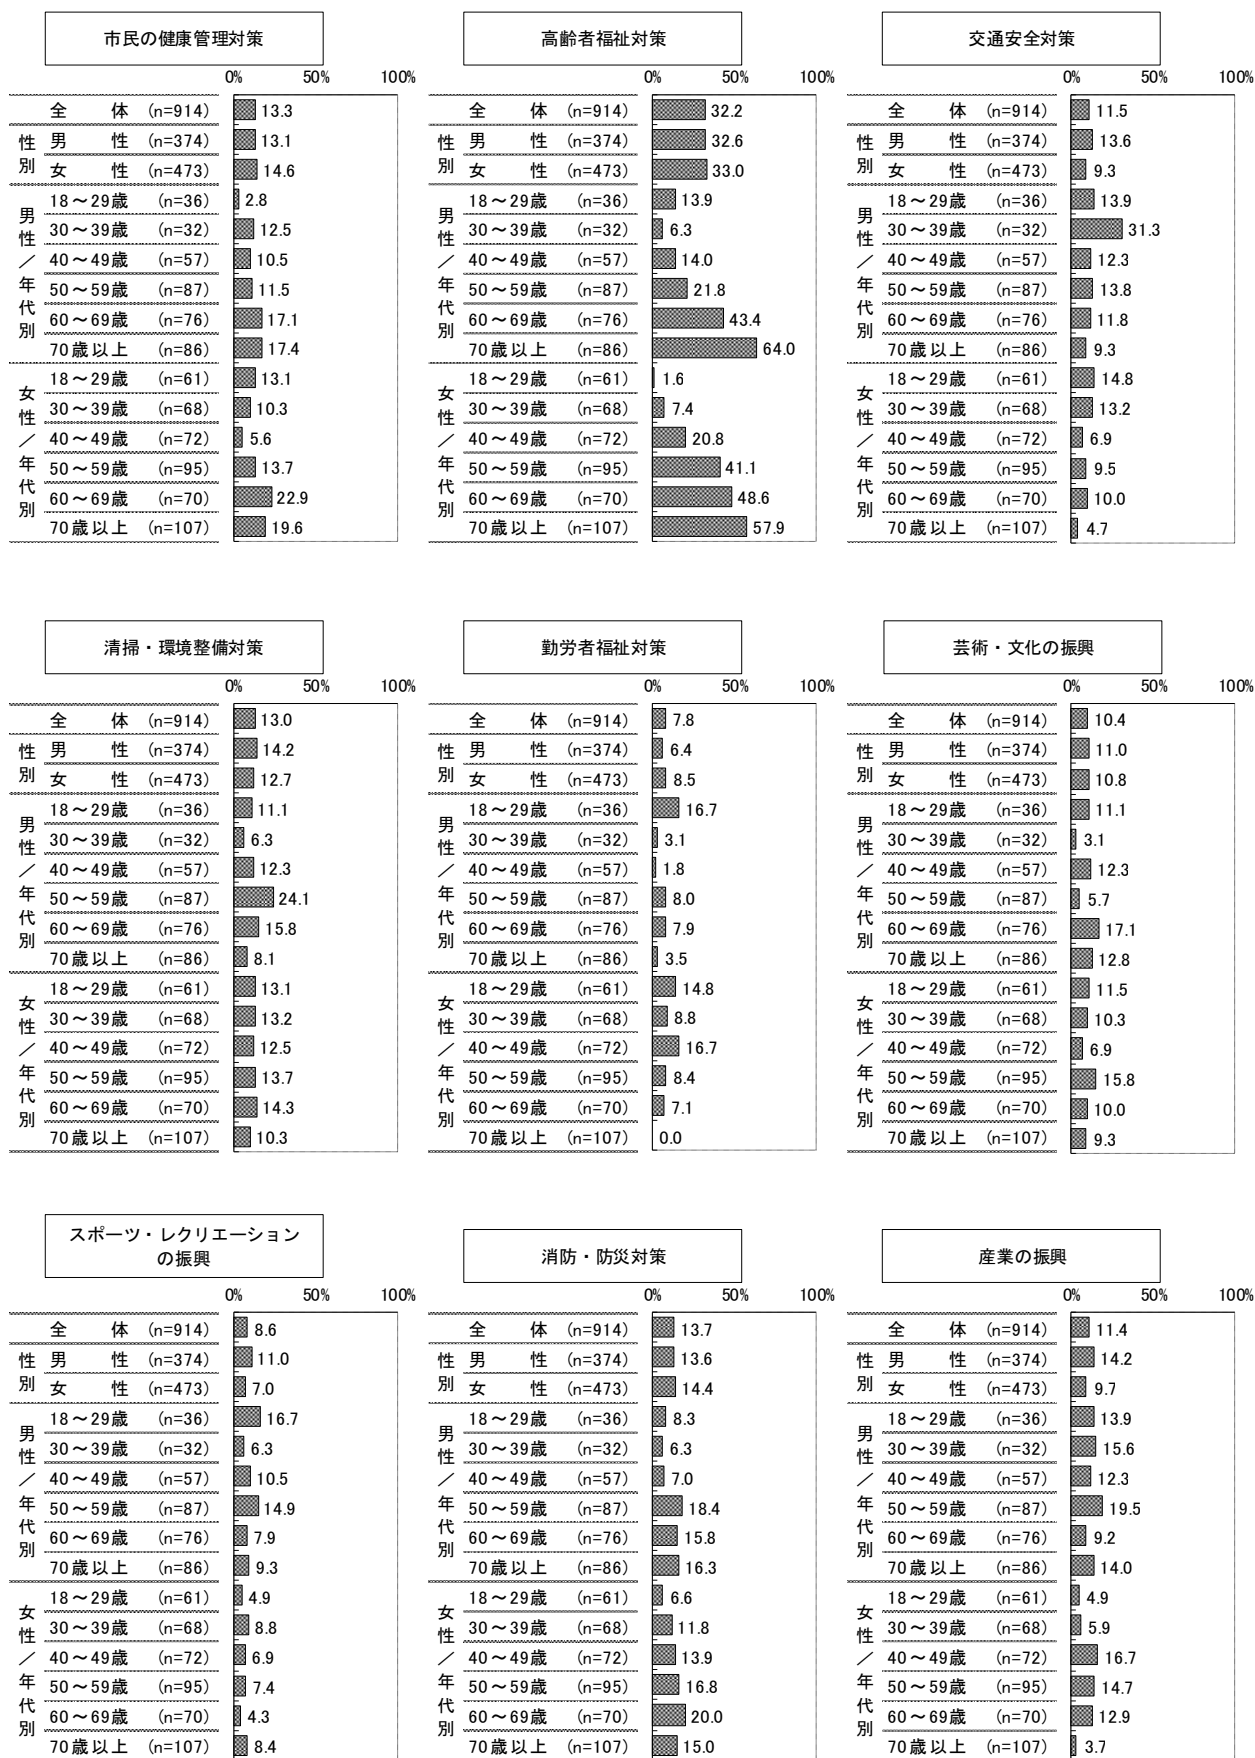 市民の健康管理対策
0% 50% 100%
全 体 (n=914) 13.3
性別
男 性 (n=374) 13.1
女 性 (n=473) 14.6
男性／年代別
18～29歳 (n=36) 2.8
30～39歳 (n=32) 12.5
40～49歳 (n=57) 10.5
50～59歳 (n=87) 11.5
60～69歳 (n=76) 17.1
70歳以上 (n=86) 17.4
女性／年代別
18～29歳 (n=61) 13.1
30～39歳 (n=68) 10.3
40～49歳 (n=72) 5.6
50～59歳 (n=95) 13.7
60～69歳 (n=70) 22.9
70歳以上 (n=107) 19.6
高齢者福祉対策
0% 50% 100%
全 体 (n=914) 32.2
性別
男 性 (n=374) 32.6
女 性 (n=473) 33.0
男性／年代別
18～29歳 (n=36) 13.9
30～39歳 (n=32) 6.3
40～49歳 (n=57) 14.0
50～59歳 (n=87) 21.8
60～69歳 (n=76) 43.4
70歳以上 (n=86) 64.0
女性／年代別
18～29歳 (n=61) 1.6
30～39歳 (n=68) 7.4
40～49歳 (n=72) 20.8
50～59歳 (n=95) 41.1
60～69歳 (n=70) 48.6
70歳以上 (n=107) 57.9
交通安全対策
0% 50% 100%
全 体 (n=914) 11.5
性別
男 性 (n=374) 13.6
女 性 (n=473) 9.3
男性／年代別
18～29歳 (n=36) 13.9
30～39歳 (n=32) 31.3
40～49歳 (n=57) 12.3
50～59歳 (n=87) 13.8
60～69歳 (n=76) 11.8
70歳以上 (n=86) 9.3
女性／年代別
18～29歳 (n=61) 14.8
30～39歳 (n=68) 13.2
40～49歳 (n=72) 6.9
50～59歳 (n=95) 9.5
60～69歳 (n=70) 10.0
70歳以上 (n=107) 4.7
清掃・環境整備対策
0% 50% 100%
全 体 (n=914) 13.0
性別
男 性 (n=374) 14.2
女 性 (n=473) 12.7
男性／年代別
18～29歳 (n=36) 11.1
30～39歳 (n=32) 6.3
40～49歳 (n=57) 12.3
50～59歳 (n=87) 24.1
60～69歳 (n=76) 15.8
70歳以上 (n=86) 8.1
女性／年代別
18～29歳 (n=61) 13.1
30～39歳 (n=68) 13.2
40～49歳 (n=72) 12.5
50～59歳 (n=95) 13.7
60～69歳 (n=70) 14.3
70歳以上 (n=107) 10.3
勤労者福祉対策
0% 50% 100%
全 体 (n=914) 7.8
性別
男 性 (n=374) 6.4
女 性 (n=473) 8.5
男性／年代別
18～29歳 (n=36) 16.7
30～39歳 (n=32) 3.1
40～49歳 (n=57) 1.8
50～59歳 (n=87) 8.0
60～69歳 (n=76) 7.9
70歳以上 (n=86) 3.5
女性／年代別
18～29歳 (n=61) 14.8
30～39歳 (n=68) 8.8
40～49歳 (n=72) 16.7
50～59歳 (n=95) 8.4
60～69歳 (n=70) 7.1
70歳以上 (n=107) 0.0
芸術・文化の振興
0% 50% 100%
全 体 (n=914) 10.4
性別
男 性 (n=374) 11.0
女 性 (n=473) 10.8
男性／年代別
18～29歳 (n=36) 11.1
30～39歳 (n=32) 3.1
40～49歳 (n=57) 12.3
50～59歳 (n=87) 5.7
60～69歳 (n=76) 17.1
70歳以上 (n=86) 12.8
女性／年代別
18～29歳 (n=61) 11.5
30～39歳 (n=68) 10.3
40～49歳 (n=72) 6.9
50～59歳 (n=95) 15.8
60～69歳 (n=70) 10.0
70歳以上 (n=107) 9.3
スポーツ・レクリエーション
の振興
0% 50% 100%
全 体 (n=914) 8.6
性別
男 性 (n=374) 11.0
女 性 (n=473) 7.0
男性／年代別
18～29歳 (n=36) 16.7
30～39歳 (n=32) 6.3
40～49歳 (n=57) 10.5
50～59歳 (n=87) 14.9
60～69歳 (n=76) 7.9
70歳以上 (n=86) 9.3
女性／年代別
18～29歳 (n=61) 4.9
30～39歳 (n=68) 8.8
40～49歳 (n=72) 6.9
50～59歳 (n=95) 7.4
60～69歳 (n=70) 4.3
70歳以上 (n=107) 8.4
消防・防災対策
0% 50% 100%
全 体 (n=914) 13.7
性別
男 性 (n=374) 13.6
女 性 (n=473) 14.4
男性／年代別
18～29歳 (n=36) 8.3
30～39歳 (n=32) 6.3
40～49歳 (n=57) 7.0
50～59歳 (n=87) 18.4
60～69歳 (n=76) 15.8
70歳以上 (n=86) 16.3
女性／年代別
18～29歳 (n=61) 6.6
30～39歳 (n=68) 11.8
40～49歳 (n=72) 13.9
50～59歳 (n=95) 16.8
60～69歳 (n=70) 20.0
70歳以上 (n=107) 15.0
産業の振興
0% 50% 100%
全 体 (n=914) 11.4
性別
男 性 (n=374) 14.2
女 性 (n=473) 9.7
男性／年代別
18～29歳 (n=36) 13.9
30～39歳 (n=32) 15.6
40～49歳 (n=57) 12.3
50～59歳 (n=87) 19.5
60～69歳 (n=76) 9.2
70歳以上 (n=86) 14.0
女性／年代別
18～29歳 (n=61) 4.9
30～39歳 (n=68) 5.9
40～49歳 (n=72) 16.7
50～59歳 (n=95) 14.7
60～69歳 (n=70) 12.9
70歳以上 (n=107) 3.7